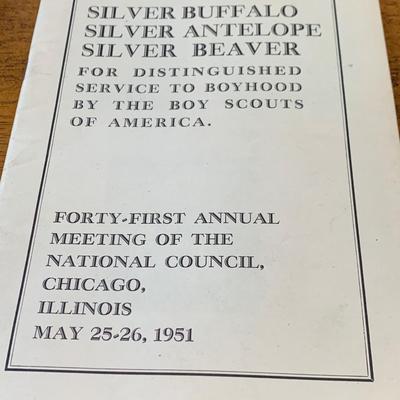 SILVER BUFFALO
SILVER ANTELOPE
SILVER BEAVER
FOR DISTINGUISHED
SERVICE TO BOYHOOD
BY THE BOY SCOUTS
OF AMERICA.
FORTY-FIRST ANNUAL
MEETING OF THE
NATIONAL COUNCIL,
CHICAGO,
ILLINOIS
MAY 25-26, 1951